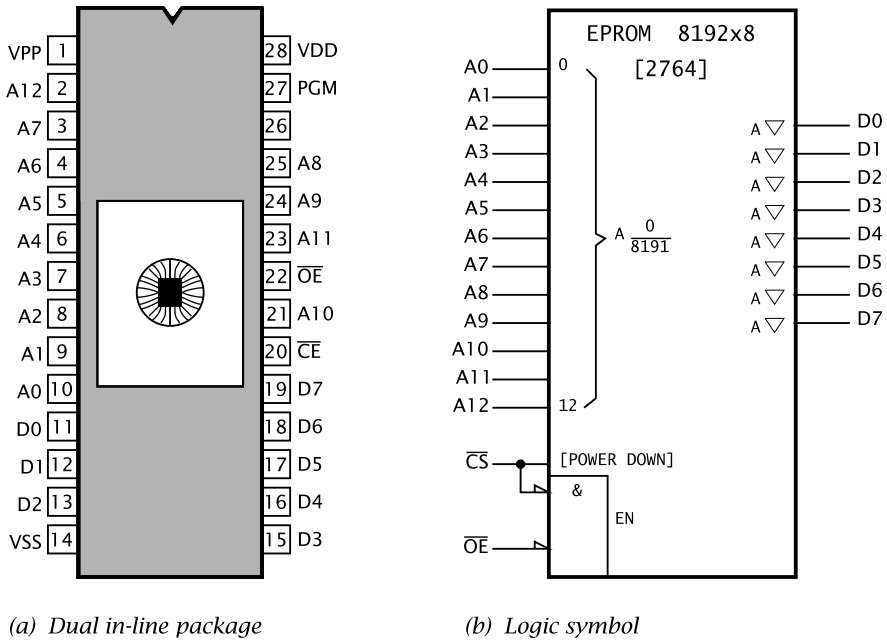 VPP 1 28 VDD
A12 2 27 PGM
A7 3 26
A6 4 25 A8
A5 5 24 A9
A4 6 23 A11
A3 7 22 O̅E̅
A2 8 21 A10
A1 9 20 C̅E̅
A0 10 19 D7
D0 11 18 D6
D1 12 17 D5
D2 13 16 D4
VSS 14 15 D3
(a) Dual in-line package
EPROM 8192x8
[2764]
A0 0
A1
A2 A D0
A3 A D1
A4 A D2
A5 A D3
A6 A 0 A D4
8191
A7 A D5
A8 A D6
A9 A D7
A10
A11
A12 12
C̅S̅ [POWER DOWN]
&
EN
O̅E̅
(b) Logic symbol